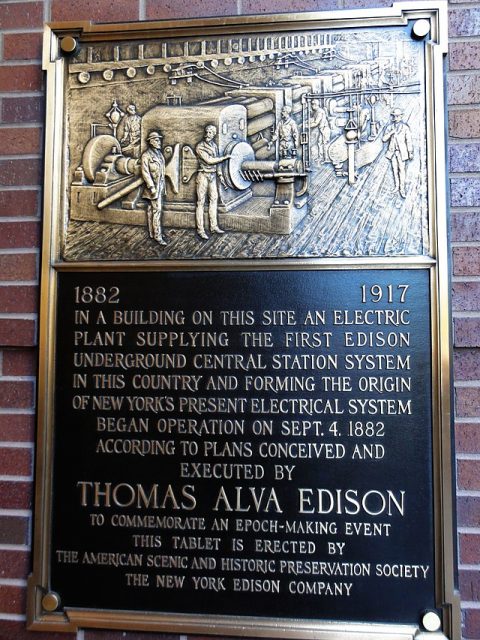 1882 1917
IN A BUILDING ON THIS SITE AN ELECTRIC
PLANT SUPPLYING THE FIRST EDISON
UNDERGROUND CENTRAL STATION SYSTEM
IN THIS COUNTRY AND FORMING THE ORIGIN
OF NEW YORK'S PRESENT ELECTRICAL SYSTEM
BEGAN OPERATION ON SEPT. 4. 1882
ACCORDING TO PLANS CONCEIVED AND
EXECUTED BY
THOMAS ALVA EDISON
TO COMMEMORATE AN EPOCH-MAKING EVENT
THIS TABLET IS ERECTED BY
THE AMERICAN SCENIC AND HISTORIC PRESERVATION SOCIETY
THE NEW YORK EDISON COMPANY